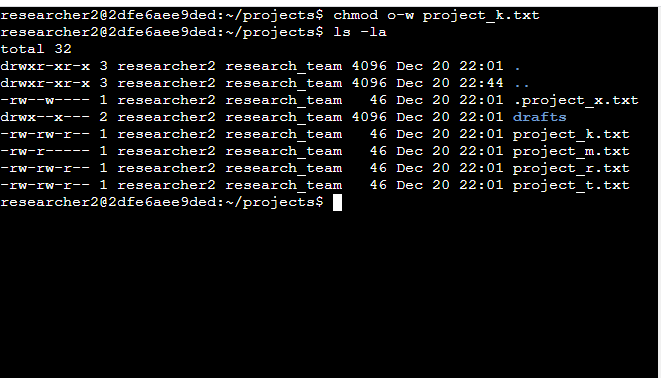 researcher2@2dfe6aee9ded:~/projects$ chmod o-w project_k.txt
researcher2@2dfe6aee9ded:~/projects$ ls -la
total 32
drwxr-xr-x 3 researcher2 research_team 4096 Dec 20 22:01 .
drwxr-xr-x 3 researcher2 research_team 4096 Dec 20 22:44 ..
-rw--w---- 1 researcher2 research_team   46 Dec 20 22:01 .project_x.txt
drwx--x--- 2 researcher2 research_team 4096 Dec 20 22:01 drafts
-rw-rw-r-- 1 researcher2 research_team   46 Dec 20 22:01 project_k.txt
-rw-r----- 1 researcher2 research_team   46 Dec 20 22:01 project_m.txt
-rw-rw-r-- 1 researcher2 research_team   46 Dec 20 22:01 project_r.txt
-rw-rw-r-- 1 researcher2 research_team   46 Dec 20 22:01 project_t.txt
researcher2@2dfe6aee9ded:~/projects$